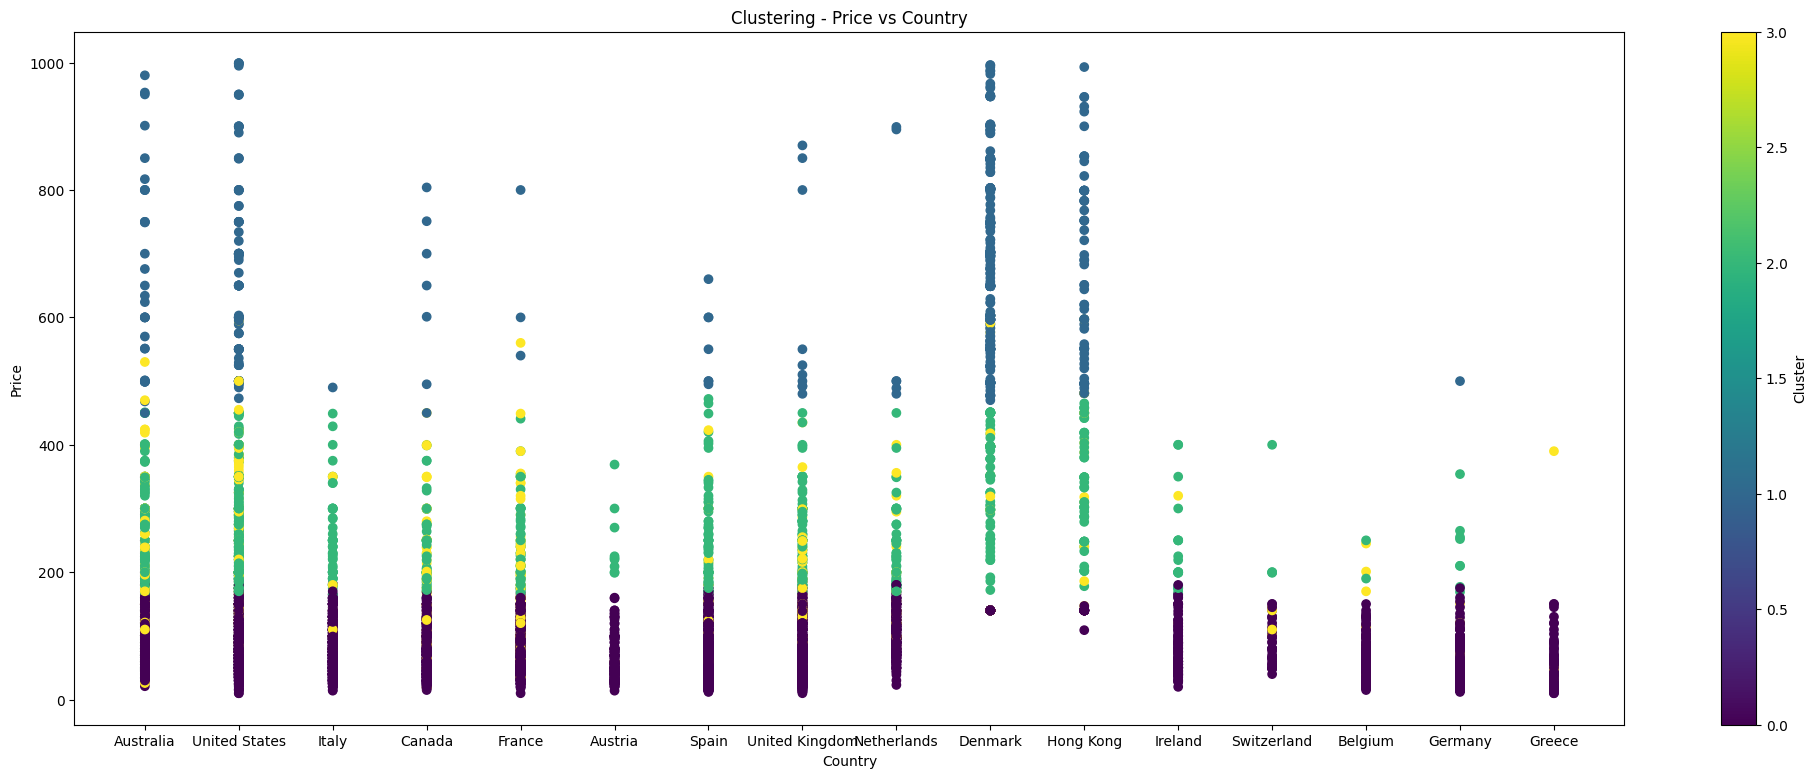 Clustering - Price vs Country
1000
800
600
400
200
0
Price
Australia United States Italy Canada France Austria Spain United Kingdom Netherlands Denmark Hong Kong Ireland Switzerland Belgium Germany Greece
Country
3.0
2.5
2.0
1.5
1.0
0.5
0.0
Cluster